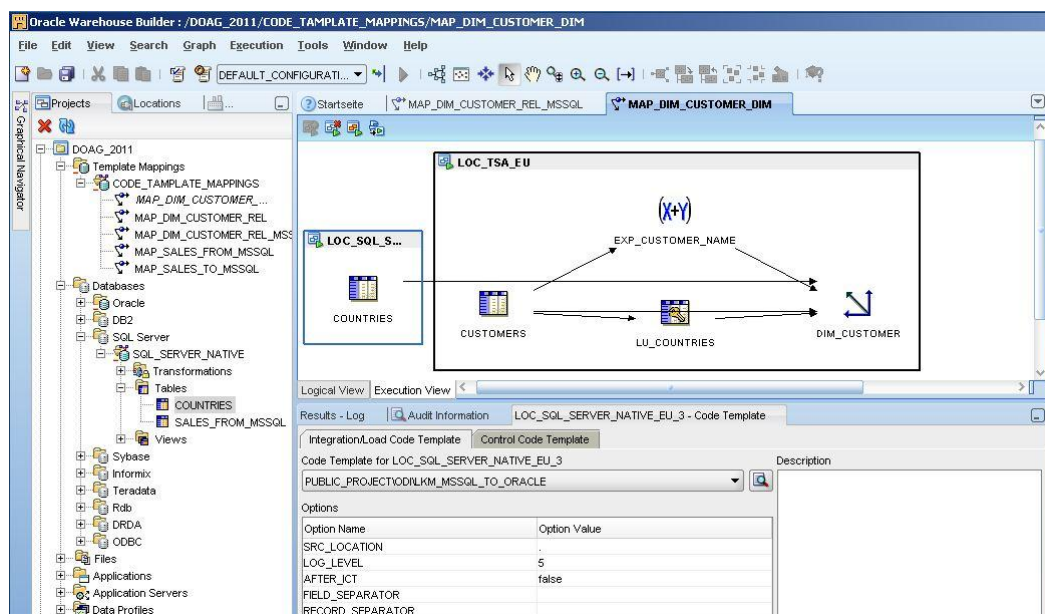 Oracle Warehouse Builder : /DOAG_2011/CODE_TAMPLATE_MAPPINGS/MAP_DIM_CUSTOMER_DIM
File Edit View Search Graph Execution Tools Window Help
DEFAULT_CONFIGURATI...
Projects Locations ...
Graphical Navigator
DOAG_2011
Template Mappings
CODE_TAMPLATE_MAPPINGS
MAP_DIM_CUSTOMER_...
MAP_DIM_CUSTOMER_REL
MAP_DIM_CUSTOMER_REL_MSS
MAP_SALES_FROM_MSSQL
MAP_SALES_TO_MSSQL
Databases
Oracle
DB2
SQL Server
SQL_SERVER_NATIVE
Transformations
Tables
COUNTRIES
SALES_FROM_MSSQL
Views
Sybase
Informix
Teradata
Rdb
DRDA
ODBC
Files
Applications
Application Servers
Data Profiles
Startseite MAP_DIM_CUSTOMER_REL_MSSQL MAP_DIM_CUSTOMER_DIM
LOC_TSA_EU
(X+Y)
EXP_CUSTOMER_NAME
LOC_SQL_S...
COUNTRIES
CUSTOMERS
LU_COUNTRIES
DIM_CUSTOMER
Logical View Execution View
Results - Log Audit Information LOC_SQL_SERVER_NATIVE_EU_3 - Code Template
Integration/Load Code Template Control Code Template
Code Template for LOC_SQL_SERVER_NATIVE_EU_3 Description
PUBLIC_PROJECT\ODI\LKM_MSSQL_TO_ORACLE
Options
Option Name Option Value
SRC_LOCATION .
LOG_LEVEL 5
AFTER_ICT false
FIELD_SEPARATOR
RECORD_SEPARATOR